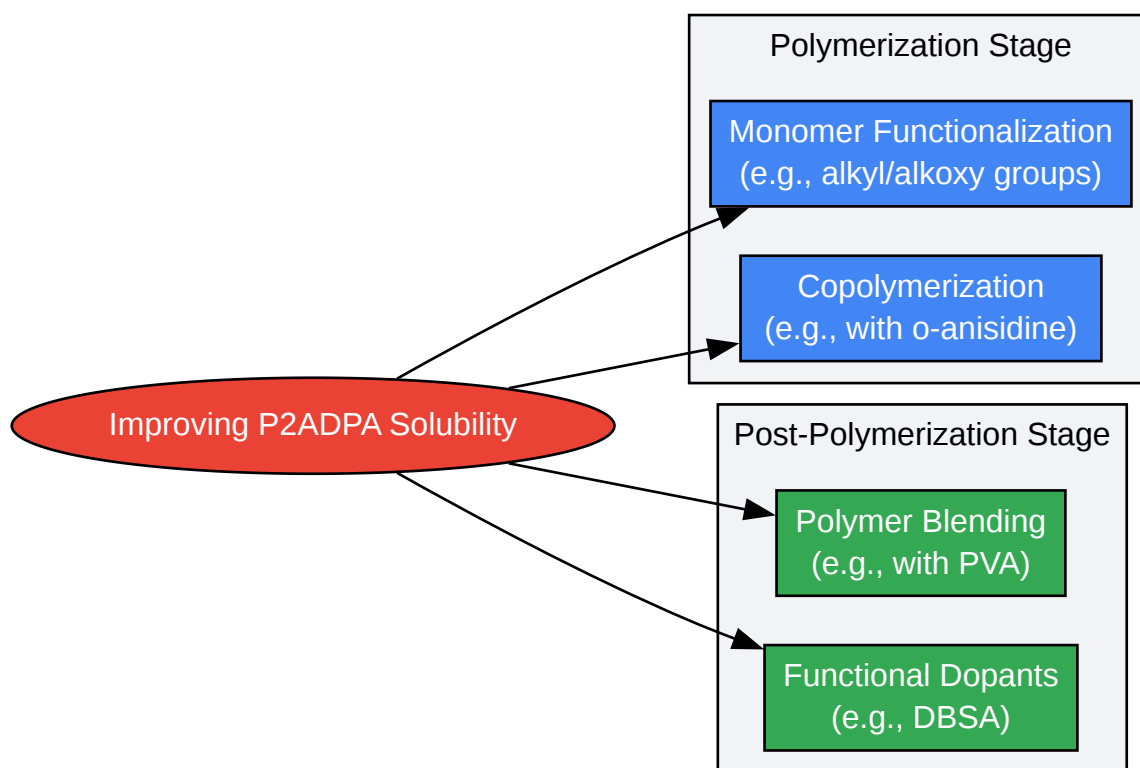 Polymerization Stage
Monomer Functionalization
(e.g., alkyl/alkoxy groups)
Copolymerization
(e.g., with o-anisidine)
Improving P2ADPA Solubility
Post-Polymerization Stage
Polymer Blending
(e.g., with PVA)
Functional Dopants
(e.g., DBSA)